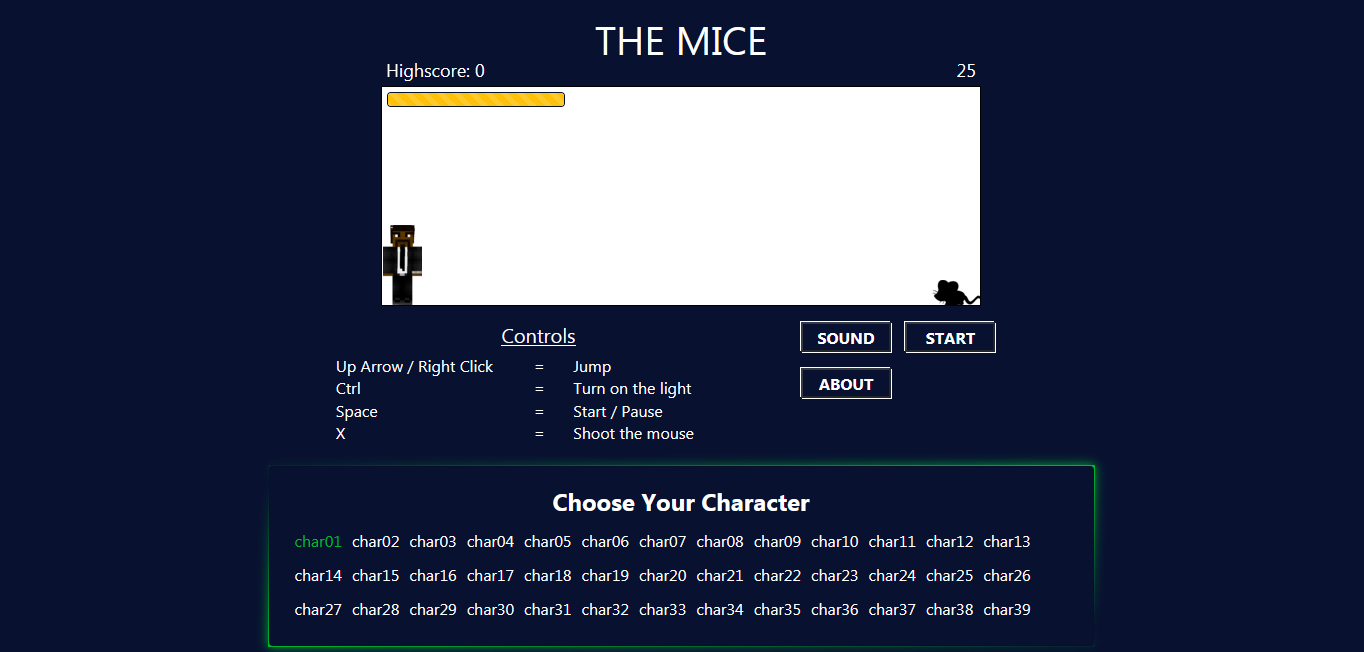 THE MICE
Highscore: 0 25
Controls
Up Arrow / Right Click = Jump
Ctrl = Turn on the light
Space = Start / Pause
X = Shoot the mouse
SOUND START
ABOUT
Choose Your Character
char01 char02 char03 char04 char05 char06 char07 char08 char09 char10 char11 char12 char13
char14 char15 char16 char17 char18 char19 char20 char21 char22 char23 char24 char25 char26
char27 char28 char29 char30 char31 char32 char33 char34 char35 char36 char37 char38 char39